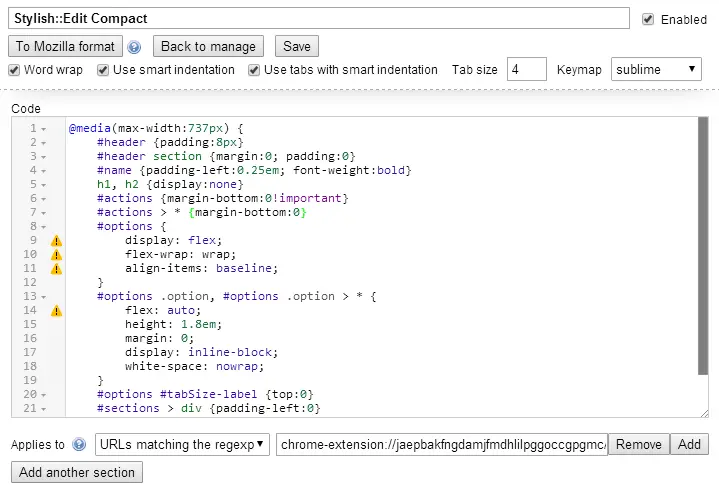 Stylish::Edit Compact
Enabled
To Mozilla format ? Back to manage Save
Word wrap Use smart indentation Use tabs with smart indentation Tab size 4 Keymap sublime
Code
1 @media(max-width:737px) {
2 #header {padding:8px}
3 #header section {margin:0; padding:0}
4 #name {padding-left:0.25em; font-weight:bold}
5 h1, h2 {display:none}
6 #actions {margin-bottom:0!important}
7 #actions > * {margin-bottom:0}
8 #options {
9 display: flex;
10 flex-wrap: wrap;
11 align-items: baseline;
12 }
13 #options .option, #options .option > * {
14 flex: auto;
15 height: 1.8em;
16 margin: 0;
17 display: inline-block;
18 white-space: nowrap;
19 }
20 #options #tabSize-label {top:0}
21 #sections > div {padding-left:0}
Applies to ? URLs matching the regexp chrome-extension://jaepbakfngdamjfmdhlilpggoccgpgmc/ Remove Add
Add another section